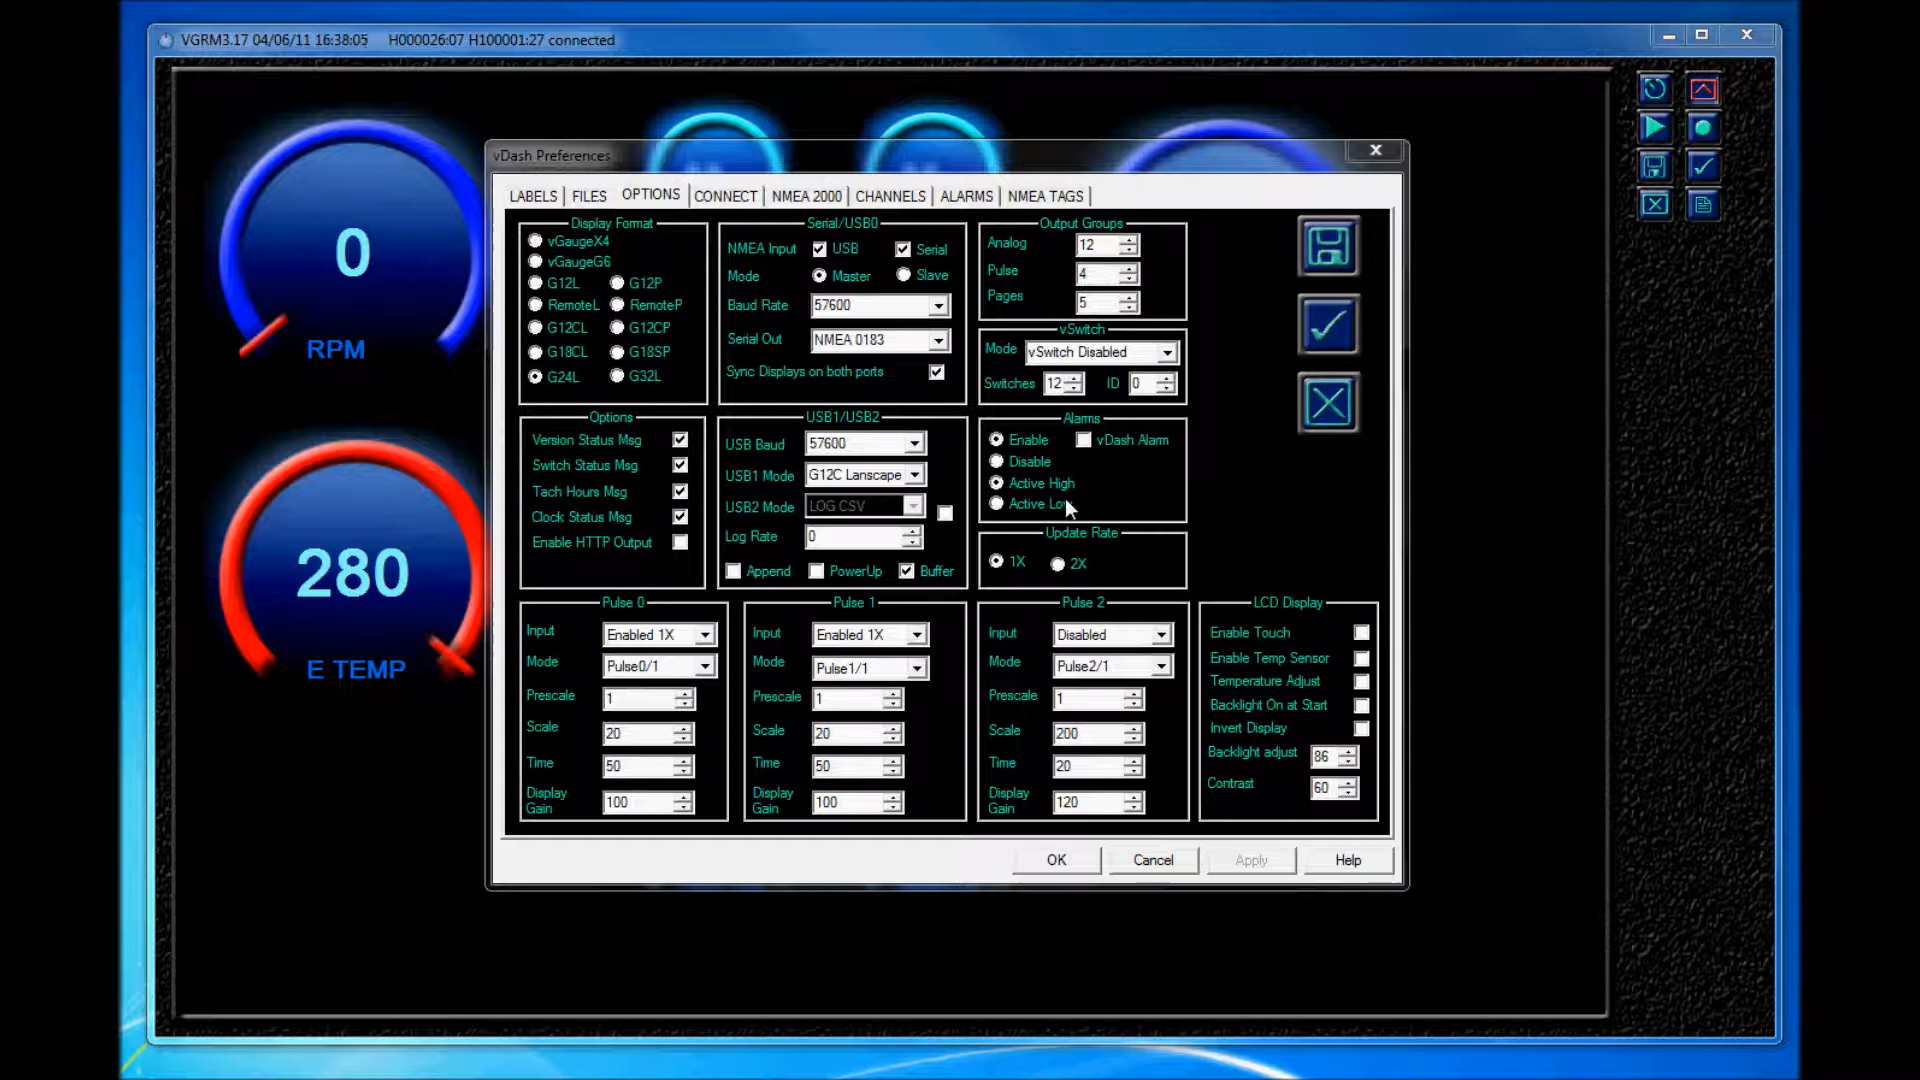 VGRM3.17 04/06/11 16:38:05 H000026:07 H100001:27 connected
0
RPM
280
E TEMP
vDash Preferences
LABELS FILES OPTIONS CONNECT NMEA 2000 CHANNELS ALARMS NMEA TAGS
Display Format
vGaugeX4
vGaugeG6
G12L G12P
RemoteL RemoteP
G12CL G12CP
G18CL G18SP
G24L G32L
Serial/USB0
NMEA Input USB Serial
Mode Master Slave
Baud Rate 57600
Serial Out NMEA 0183
Sync Displays on both ports
Output Groups
Analog 12
Pulse 4
Pages 5
vSwitch
Mode vSwitch Disabled
Switches 12 ID 0
Options
Version Status Msg
Switch Status Msg
Tach Hours Msg
Clock Status Msg
Enable HTTP Output
USB1/USB2
USB Baud 57600
USB1 Mode G12C Lanscape
USB2 Mode LOG CSV
Log Rate 0
Append PowerUp Buffer
Alarms
Enable vDash Alarm
Disable
Active High
Active Low
Update Rate
1X 2X
Pulse 0
Input Enabled 1X
Mode Pulse0/1
Prescale 1
Scale 20
Time 50
Display Gain 100
Pulse 1
Input Enabled 1X
Mode Pulse1/1
Prescale 1
Scale 20
Time 50
Display Gain 100
Pulse 2
Input Disabled
Mode Pulse2/1
Prescale 1
Scale 200
Time 20
Display Gain 120
LCD Display
Enable Touch
Enable Temp Sensor
Temperature Adjust
Backlight On at Start
Invert Display
Backlight adjust 86
Contrast 60
OK Cancel Apply Help